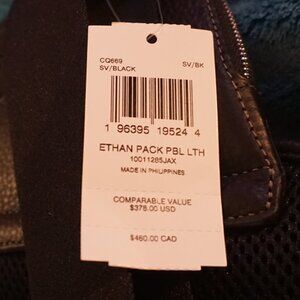 CQ669
SV/BLACK SV/BK
1 96395 19524 4
ETHAN PACK PBL LTH
10011285JAX
MADE IN PHILIPPINES
COMPARABLE VALUE
$378.00 USD
$460.00 CAD